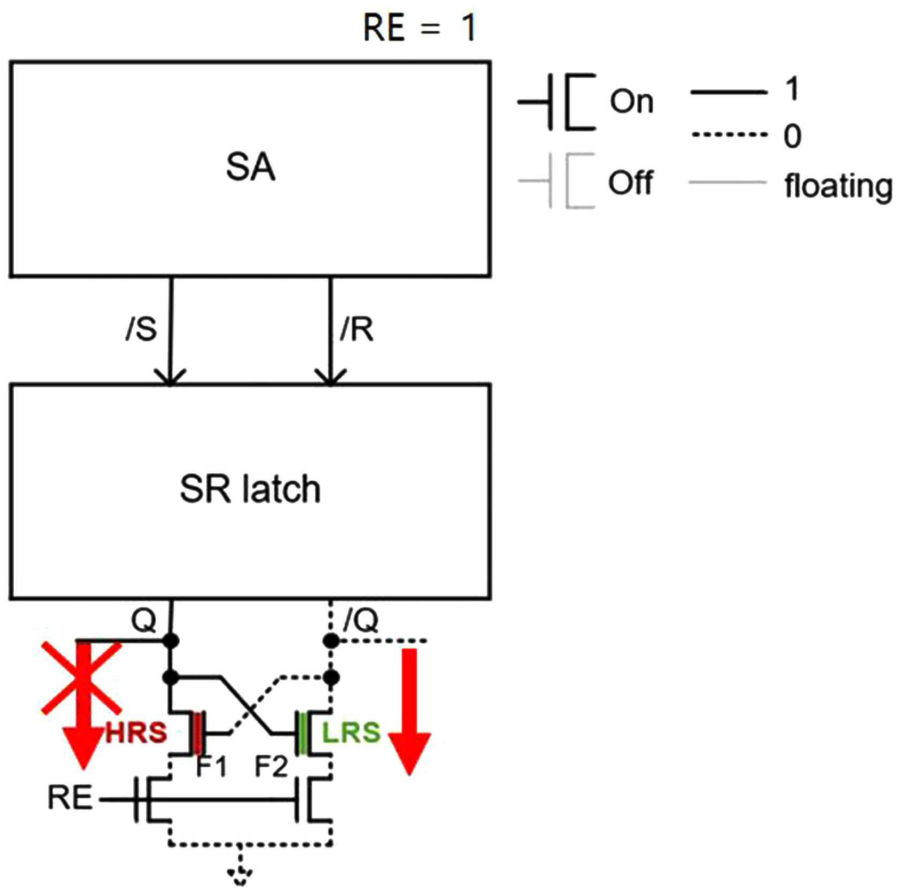 RE = 1
SA
On
1
0
Off
floating
/S
/R
SR latch
Q
/Q
HRS
LRS
F1
F2
RE